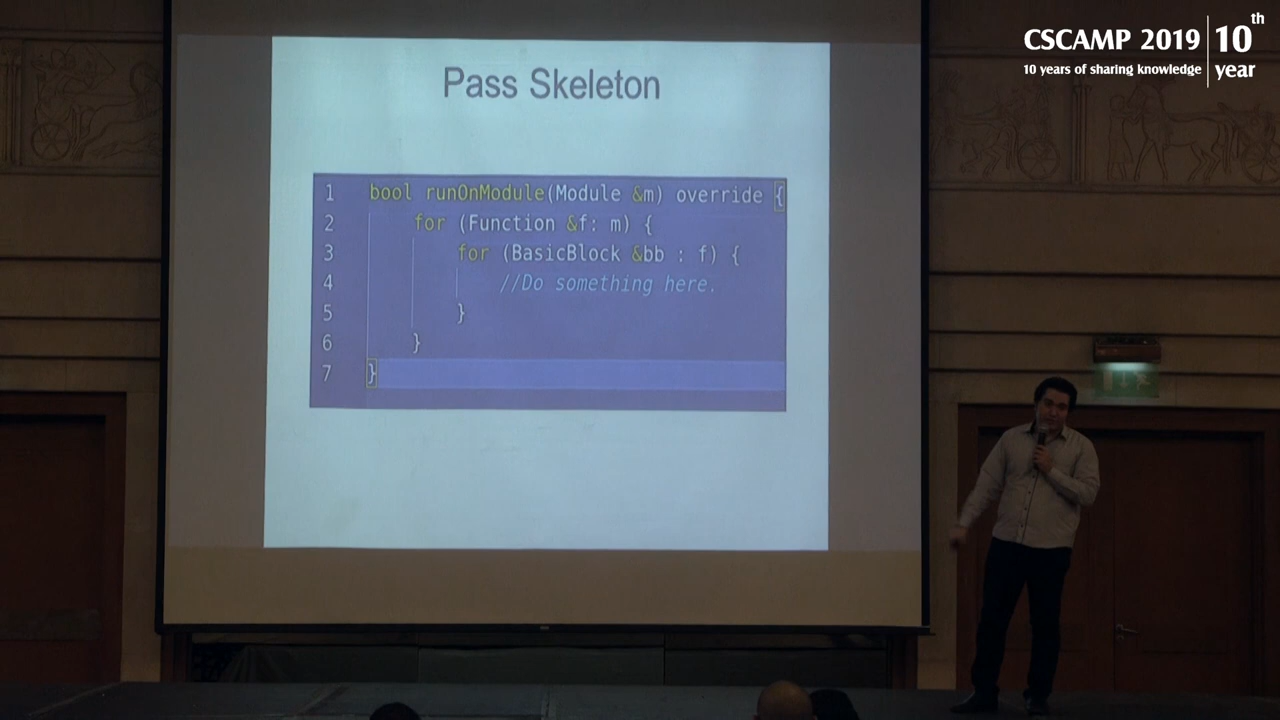 CSCAMP 2019
10 years of sharing knowledge
10th
year
Pass Skeleton
1 bool runOnModule(Module &m) override {
2 for (Function &f: m) {
3 for (BasicBlock &bb : f) {
4 //Do something here.
5 }
6 }
7 }